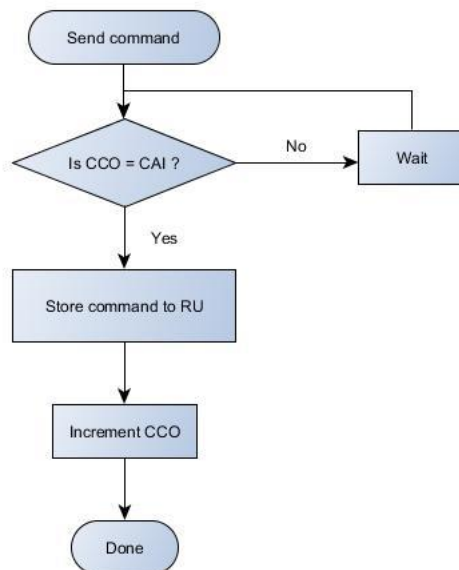 Send command
Is CCO = CAI ?
No
Wait
Yes
Store command to RU
Increment CCO
Done